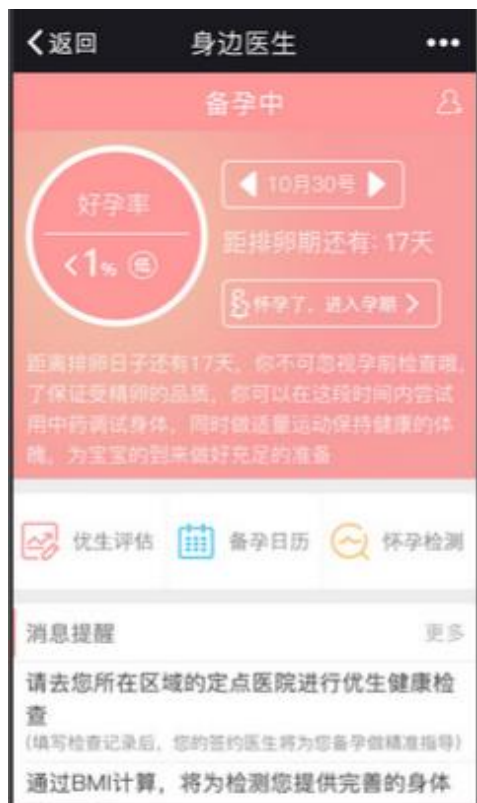 返回 身边医生
备孕中
好孕率
<1% 低
10月30号
距排卵期还有: 17天
怀孕了，进入孕期
距离排卵日子还有17天，你不可忽视孕前检查哦,
了保证受精卵的品质，你可以在这段时间内尝试
用中药调试身体，同时做适量运动保持健康的体
魄，为宝宝的到来做好充足的准备
优生评估 备孕日历 怀孕检测
消息提醒 更多
请去您所在区域的定点医院进行优生健康检
查
(填写检查记录后，您的签约医生将为您备孕做精准指导)
通过BMI计算，将为检测您提供完善的身体